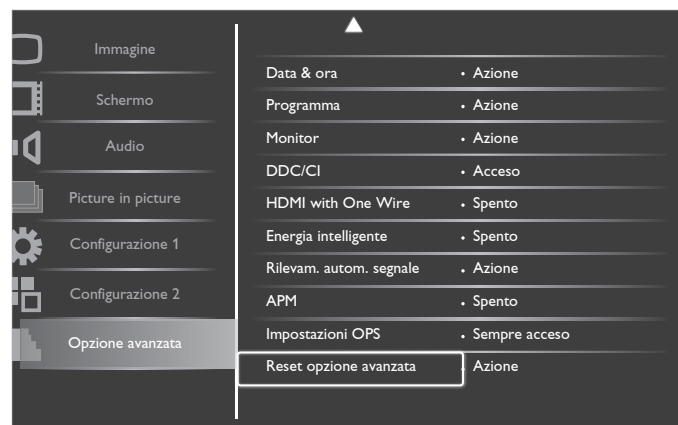 Immagine
Schermo
Audio
Picture in picture
Configurazione 1
Configurazione 2
Opzione avanzata
Data & ora • Azione
Programma • Azione
Monitor • Azione
DDC/CI • Acceso
HDMI with One Wire • Spento
Energia intelligente • Spento
Rilevam. autom. segnale • Azione
APM • Spento
Impostazioni OPS • Sempre acceso
Reset opzione avanzata • Azione